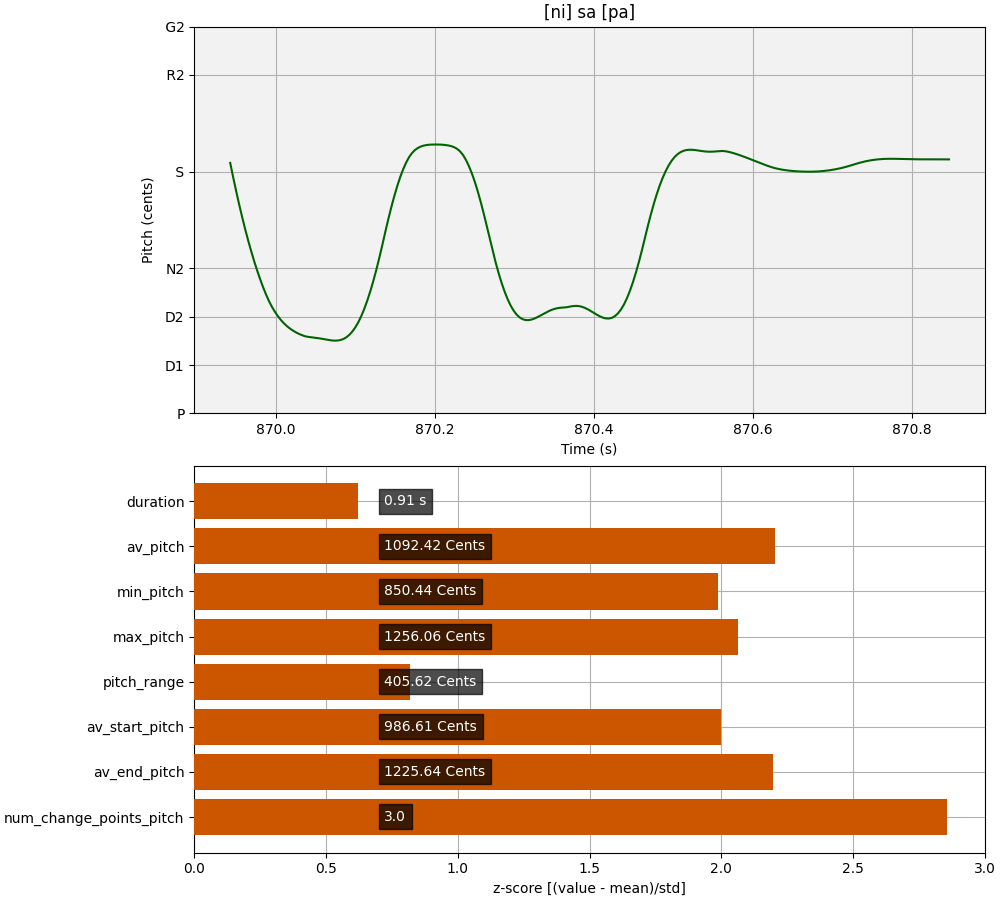 [ni] sa [pa]
G2
R2
S
N2
D2
D1
P
Pitch (cents)
870.0 870.2 870.4 870.6 870.8
Time (s)
duration 0.91 s
av_pitch 1092.42 Cents
min_pitch 850.44 Cents
max_pitch 1256.06 Cents
pitch_range 405.62 Cents
av_start_pitch 986.61 Cents
av_end_pitch 1225.64 Cents
num_change_points_pitch 3.0
0.0 0.5 1.0 1.5 2.0 2.5 3.0
z-score [(value - mean)/std]